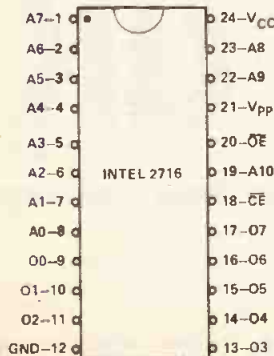 A7-1
A6-2
A5-3
A4-4
A3-5
A2-6
A1-7
A0-8
O0-9
O1-10
O2-11
GND-12
INTEL 2716
24-VCC
23-A8
22-A9
21-VPP
20-O̅E̅
19-A10
18-C̅E̅
17-O7
16-O6
15-O5
14-O4
13-O3